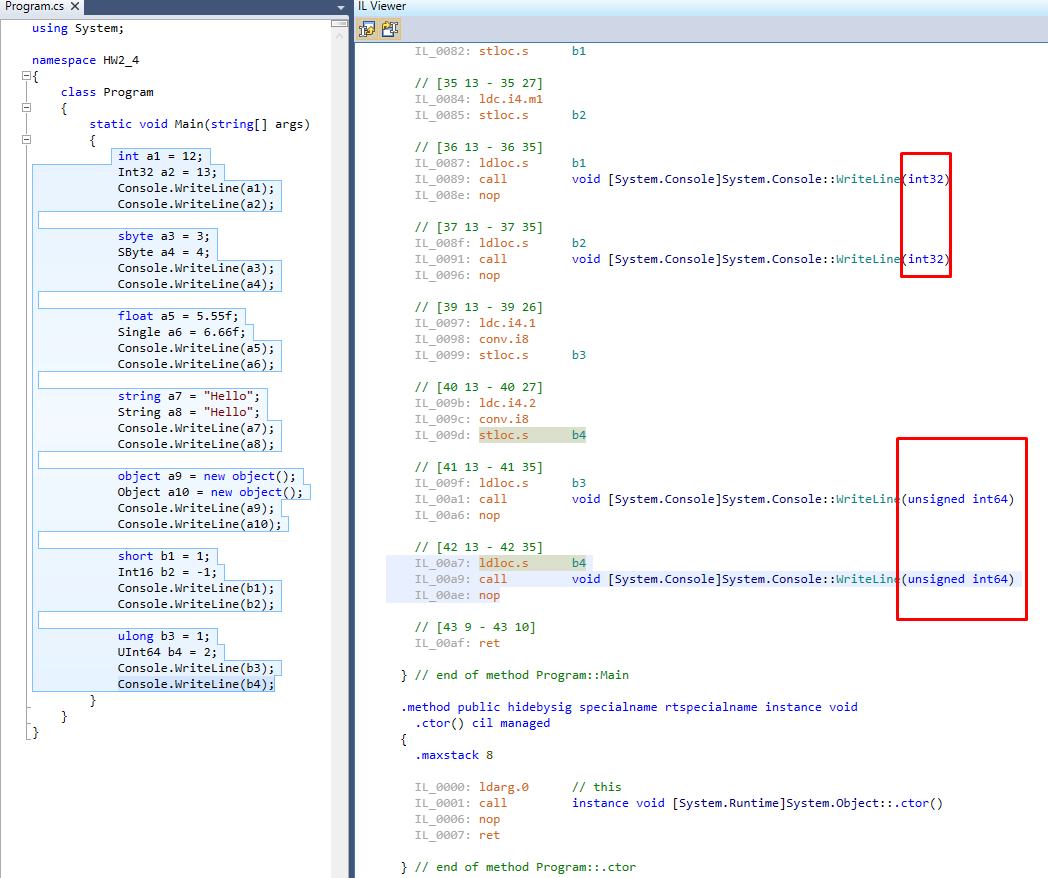 Program.cs
using System;
namespace HW2_4
{
class Program
{
static void Main(string[] args)
{
int a1 = 12;
Int32 a2 = 13;
Console.WriteLine(a1);
Console.WriteLine(a2);
sbyte a3 = 3;
SByte a4 = 4;
Console.WriteLine(a3);
Console.WriteLine(a4);
float a5 = 5.55f;
Single a6 = 6.66f;
Console.WriteLine(a5);
Console.WriteLine(a6);
string a7 = "Hello";
String a8 = "Hello";
Console.WriteLine(a7);
Console.WriteLine(a8);
object a9 = new object();
Object a10 = new object();
Console.WriteLine(a9);
Console.WriteLine(a10);
short b1 = 1;
Int16 b2 = -1;
Console.WriteLine(b1);
Console.WriteLine(b2);
ulong b3 = 1;
UInt64 b4 = 2;
Console.WriteLine(b3);
Console.WriteLine(b4);
}
}
}
IL Viewer
IL_0082: stloc.s b1
// [35 13 - 35 27]
IL_0084: ldc.i4.m1
IL_0085: stloc.s b2
// [36 13 - 36 35]
IL_0087: ldloc.s b1
IL_0089: call void [System.Console]System.Console::WriteLine(int32)
IL_008e: nop
// [37 13 - 37 35]
IL_008f: ldloc.s b2
IL_0091: call void [System.Console]System.Console::WriteLine(int32)
IL_0096: nop
// [39 13 - 39 26]
IL_0097: ldc.i4.1
IL_0098: conv.i8
IL_0099: stloc.s b3
// [40 13 - 40 27]
IL_009b: ldc.i4.2
IL_009c: conv.i8
IL_009d: stloc.s b4
// [41 13 - 41 35]
IL_009f: ldloc.s b3
IL_00a1: call void [System.Console]System.Console::WriteLine(unsigned int64)
IL_00a6: nop
// [42 13 - 42 35]
IL_00a7: ldloc.s b4
IL_00a9: call void [System.Console]System.Console::WriteLine(unsigned int64)
IL_00ae: nop
// [43 9 - 43 10]
IL_00af: ret
} // end of method Program::Main
.method public hidebysig specialname rtspecialname instance void
.ctor() cil managed
{
.maxstack 8
IL_0000: ldarg.0 // this
IL_0001: call instance void [System.Runtime]System.Object::.ctor()
IL_0006: nop
IL_0007: ret
} // end of method Program::.ctor